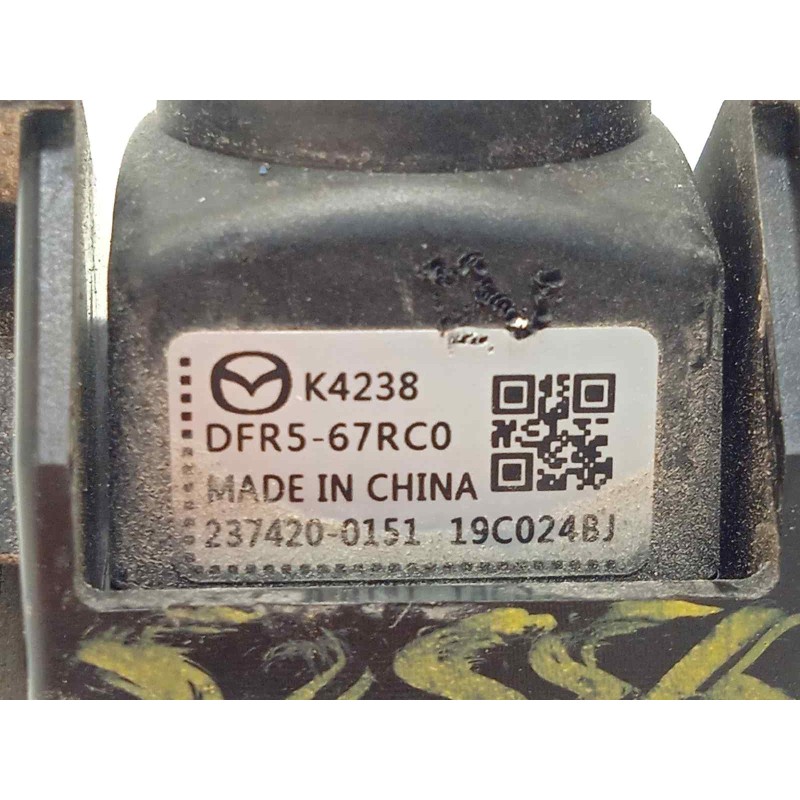 K4238
DFR5-67RC0
MADE IN CHINA
237420-0151 19C024BJ